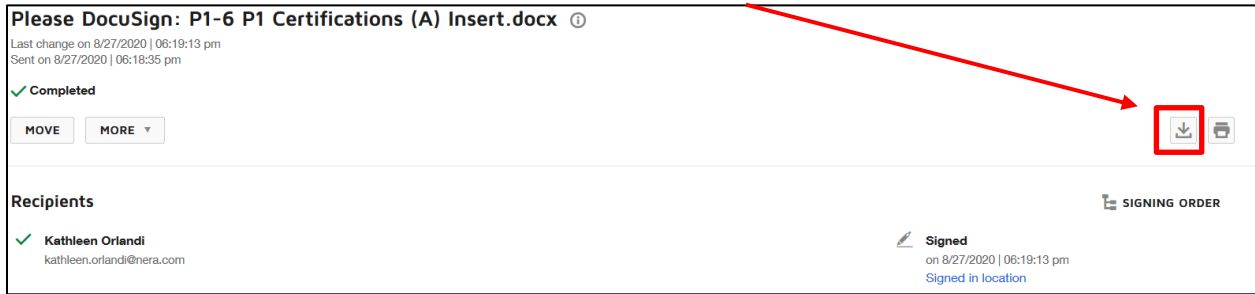 Please DocuSign: P1-6 P1 Certifications (A) Insert.docx
Last change on 8/27/2020 | 06:19:13 pm
Sent on 8/27/2020 | 06:18:35 pm
Completed
MOVE MORE
Recipients SIGNING ORDER
Kathleen Orlandi Signed
kathleen.orlandi@nera.com on 8/27/2020 | 06:19:13 pm
Signed in location